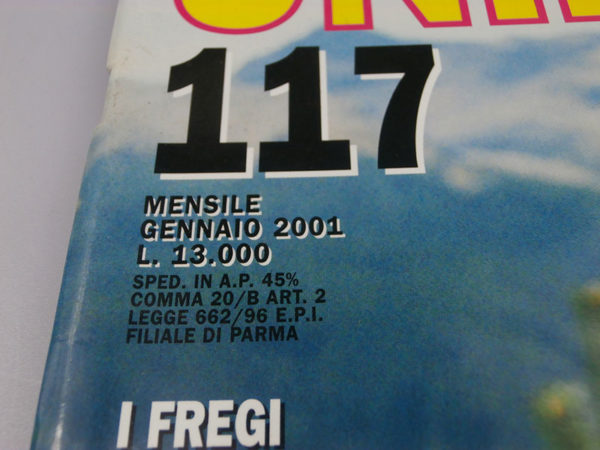 117
MENSILE
GENNAIO 2001
L. 13.000
SPED. IN A.P. 45%
COMMA 20/B ART. 2
LEGGE 662/96 E.P.I.
FILIALE DI PARMA
I FREGI